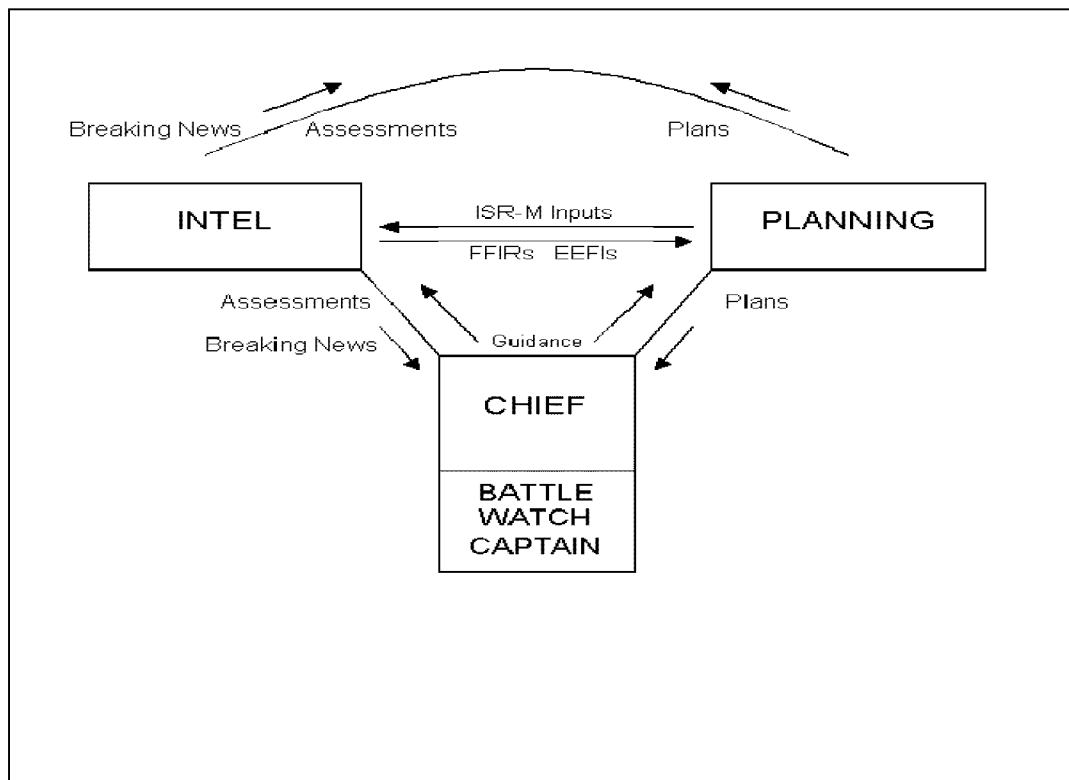 Breaking News
Assessments
Plans
INTEL
ISR-M Inputs
PLANNING
FFIRs EEFIs
Assessments
Plans
Breaking News
Guidance
CHIEF
BATTLE
WATCH
CAPTAIN